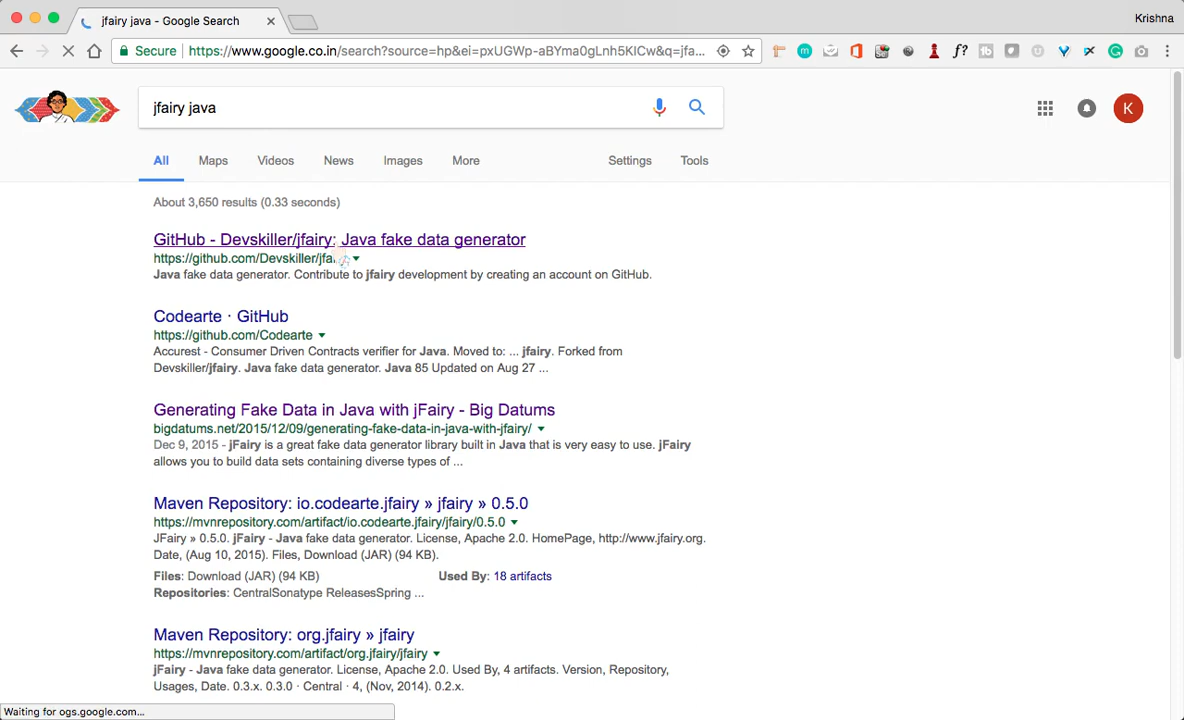 jfairy java - Google Search
Krishna
Secure https://www.google.co.in/search?source=hp&ei=pxUGWp-aBYma0gLnh5KICw&q=jfa...
jfairy java
K
All Maps Videos News Images More Settings Tools
About 3,650 results (0.33 seconds)
GitHub - Devskiller/jfairy: Java fake data generator
https://github.com/Devskiller/jfai
Java fake data generator. Contribute to jfairy development by creating an account on GitHub.
Codearte · GitHub
https://github.com/Codearte
Accurest - Consumer Driven Contracts verifier for Java. Moved to: ... jfairy. Forked from
Devskiller/jfairy. Java fake data generator. Java 85 Updated on Aug 27 ...
Generating Fake Data in Java with jFairy - Big Datums
bigdatums.net/2015/12/09/generating-fake-data-in-java-with-jfairy/
Dec 9, 2015 - jFairy is a great fake data generator library built in Java that is very easy to use. jFairy
allows you to build data sets containing diverse types of ...
Maven Repository: io.codearte.jfairy » jfairy » 0.5.0
https://mvnrepository.com/artifact/io.codearte.jfairy/jfairy/0.5.0
JFairy » 0.5.0. jFairy - Java fake data generator. License, Apache 2.0. HomePage, http://www.jfairy.org.
Date, (Aug 10, 2015). Files, Download (JAR) (94 KB).
Files: Download (JAR) (94 KB) Used By: 18 artifacts
Repositories: CentralSonatype ReleasesSpring ...
Maven Repository: org.jfairy » jfairy
https://mvnrepository.com/artifact/org.jfairy/jfairy
jFairy - Java fake data generator. License, Apache 2.0. Used By, 4 artifacts. Version, Repository,
Usages, Date. 0.3.x. 0.3.0 · Central · 4, (Nov, 2014). 0.2.x.
Waiting for ogs.google.com...